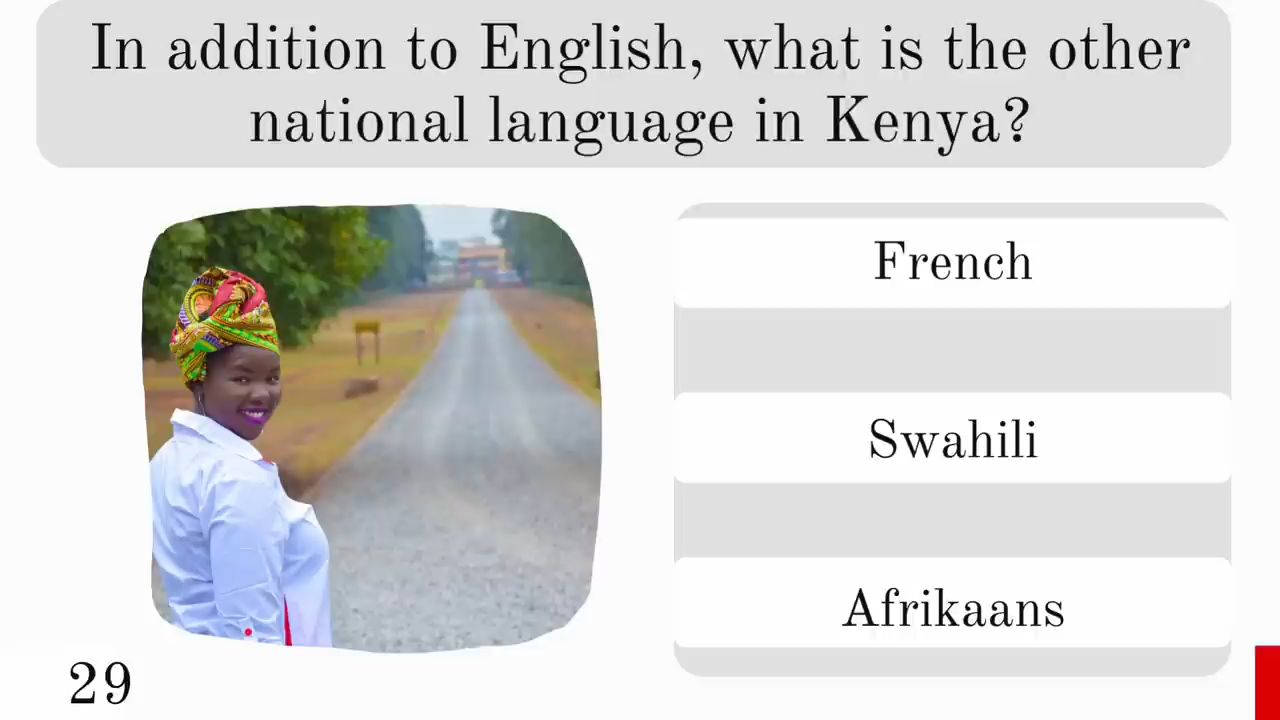 In addition to English, what is the other
national language in Kenya?
French
Swahili
Afrikaans
29